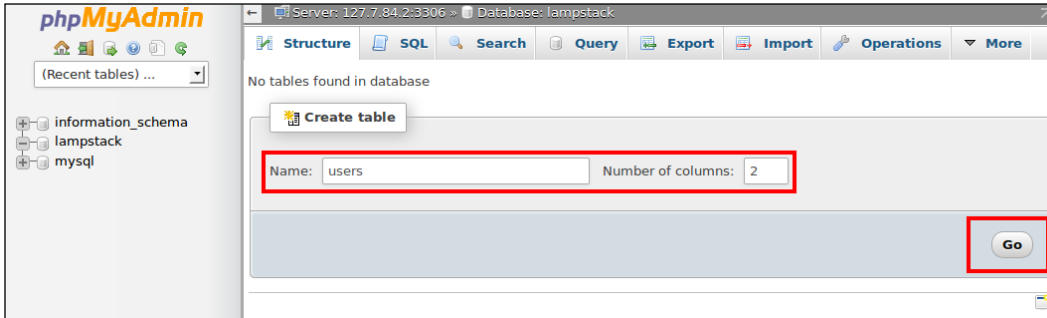 phpMyAdmin
(Recent tables) ...
information_schema
lampstack
mysql
Server: 127.7.84.2:3306 » Database: lampstack
Structure SQL Search Query Export Import Operations More
No tables found in database
Create table
Name: users Number of columns: 2
Go